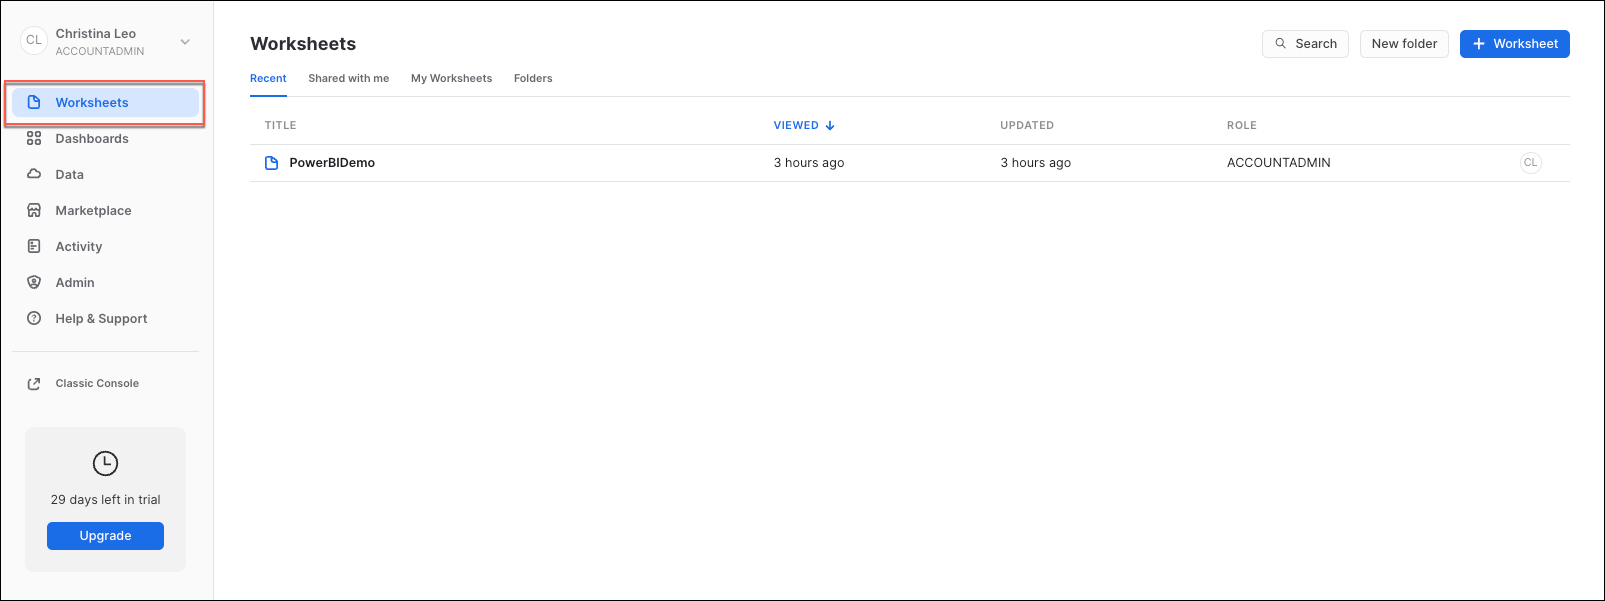 CL
Christina Leo
ACCOUNTADMIN
Worksheets
Dashboards
Data
Marketplace
Activity
Admin
Help & Support
Classic Console
29 days left in trial
Upgrade
Worksheets
Search New folder + Worksheet
Recent Shared with me My Worksheets Folders
TITLE VIEWED ↓ UPDATED ROLE
PowerBIDemo 3 hours ago 3 hours ago ACCOUNTADMIN CL